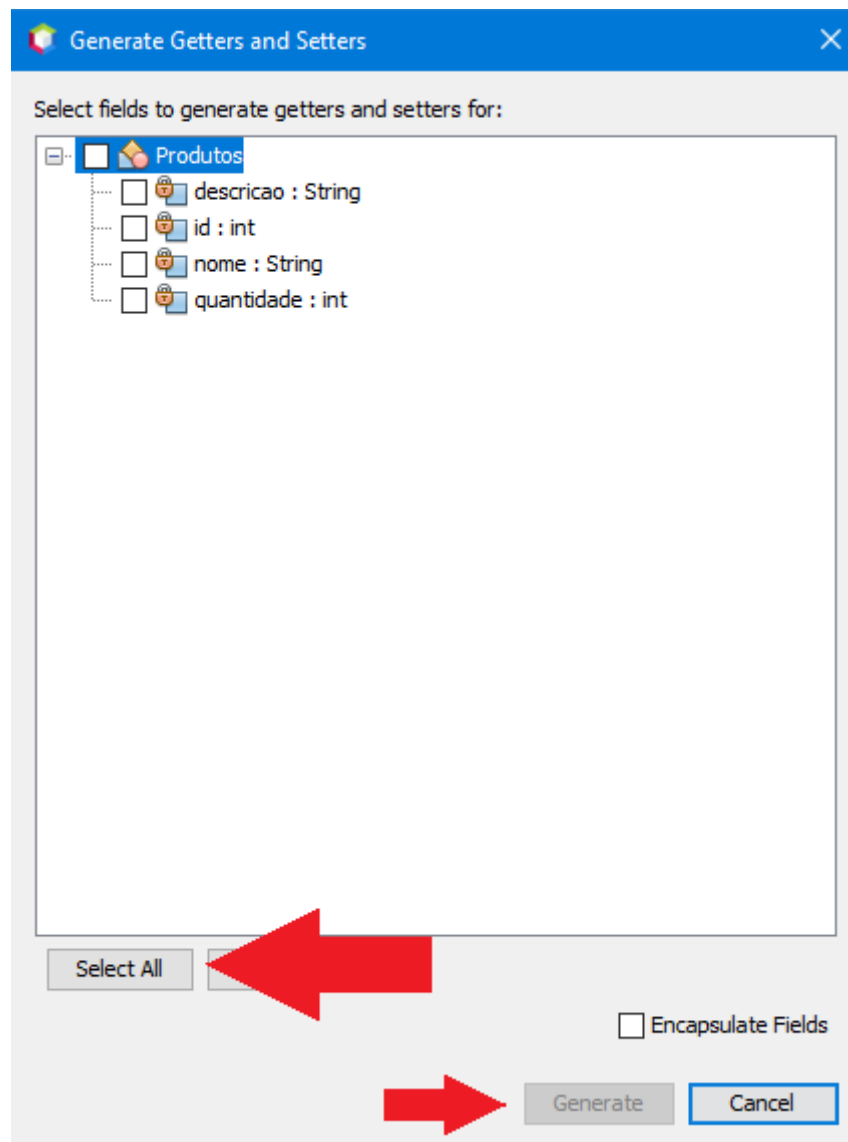 Generate Getters and Setters
Select fields to generate getters and setters for:
Produtos
descricao : String
id : int
nome : String
quantidade : int
Select All
Encapsulate Fields
Generate
Cancel